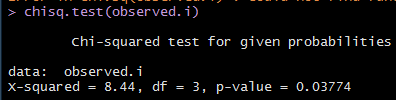 > chisq.test(observed.i)
Chi-squared test for given probabilities
data:  observed.i
X-squared = 8.44, df = 3, p-value = 0.03774